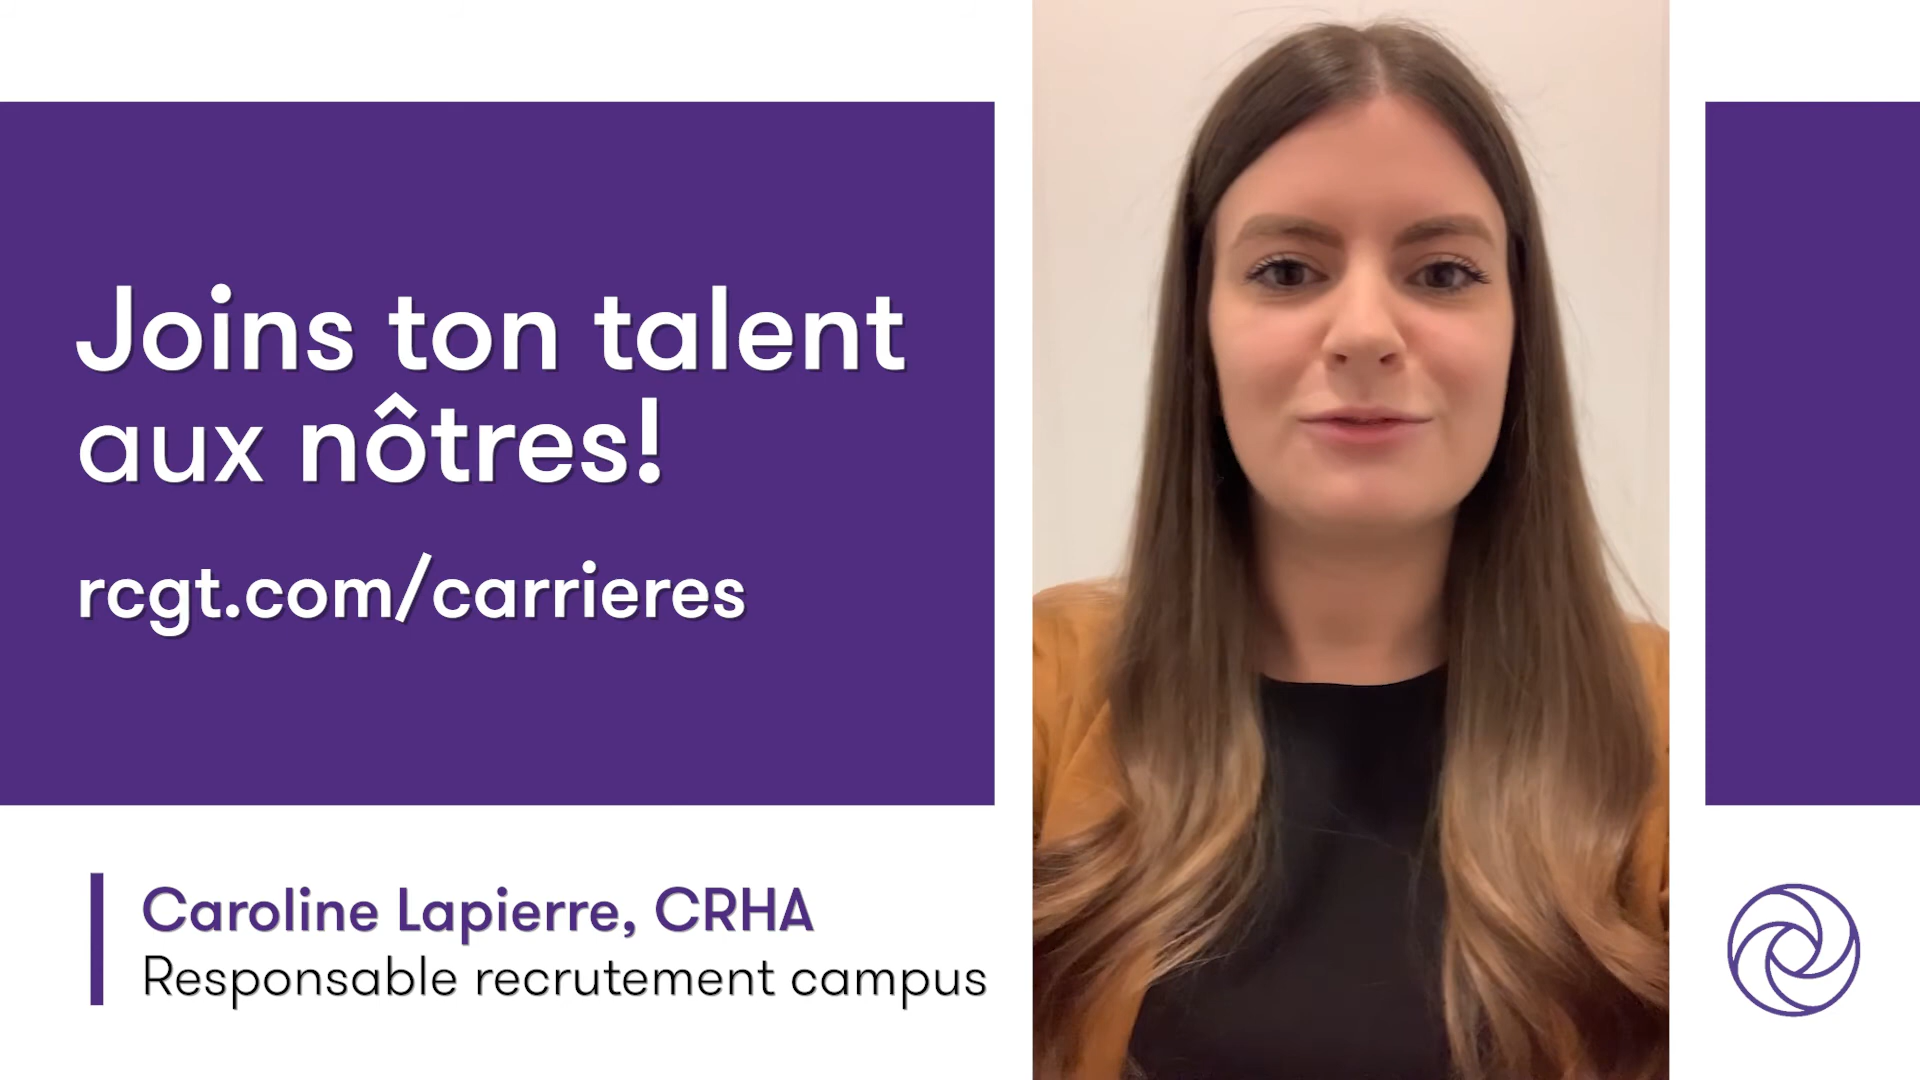 Joins ton talent
aux nôtres!
rcgt.com/carrieres
Caroline Lapierre, CRHA
Responsable recrutement campus